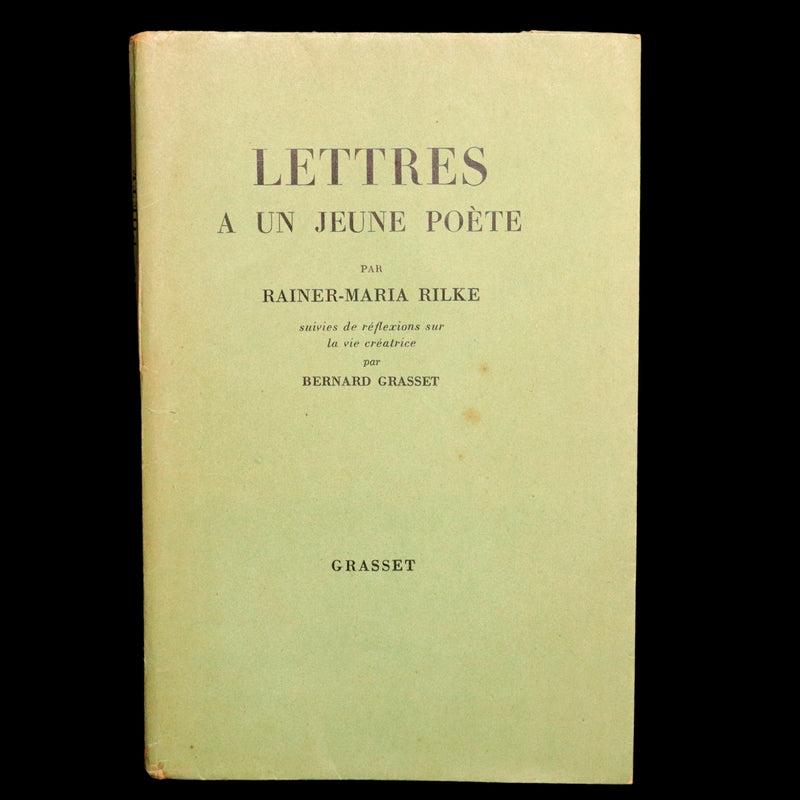 LETTRES
A UN JEUNE POÈTE
PAR
RAINER-MARIA RILKE
suivies de réflexions sur
la vie créatrice
par
BERNARD GRASSET
GRASSET